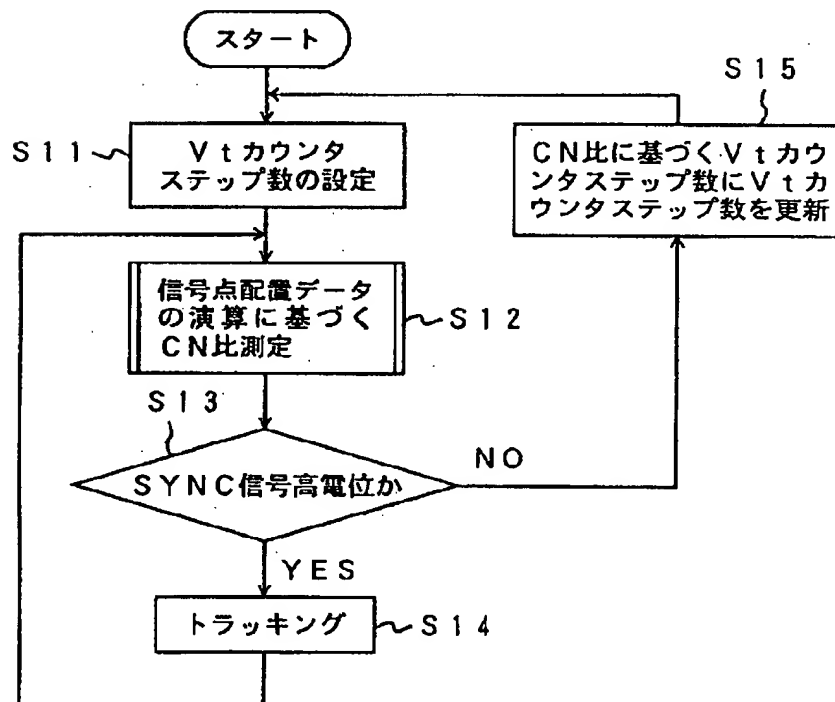 スタート
S15
S11
Vtカウンタ
ステップ数の設定
CN比に基づくVtカウ
ンタステップ数にVtカ
ウンタステップ数を更新
信号点配置データ
の演算に基づく
CN比測定
S12
S13
SYNC信号高電位か
NO
YES
トラッキング
S14